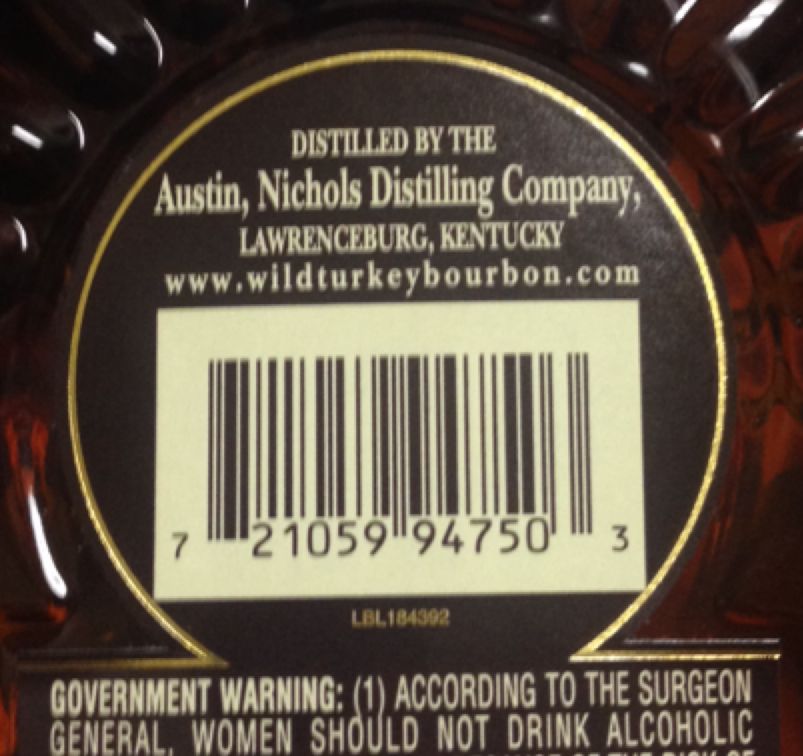 DISTILLED BY THE
Austin, Nichols Distilling Company,
LAWRENCEBURG, KENTUCKY
www.wildturkeybourbon.com
7 21059 94750 3
LBL184392
GOVERNMENT WARNING: (1) ACCORDING TO THE SURGEON
GENERAL, WOMEN SHOULD NOT DRINK ALCOHOLIC